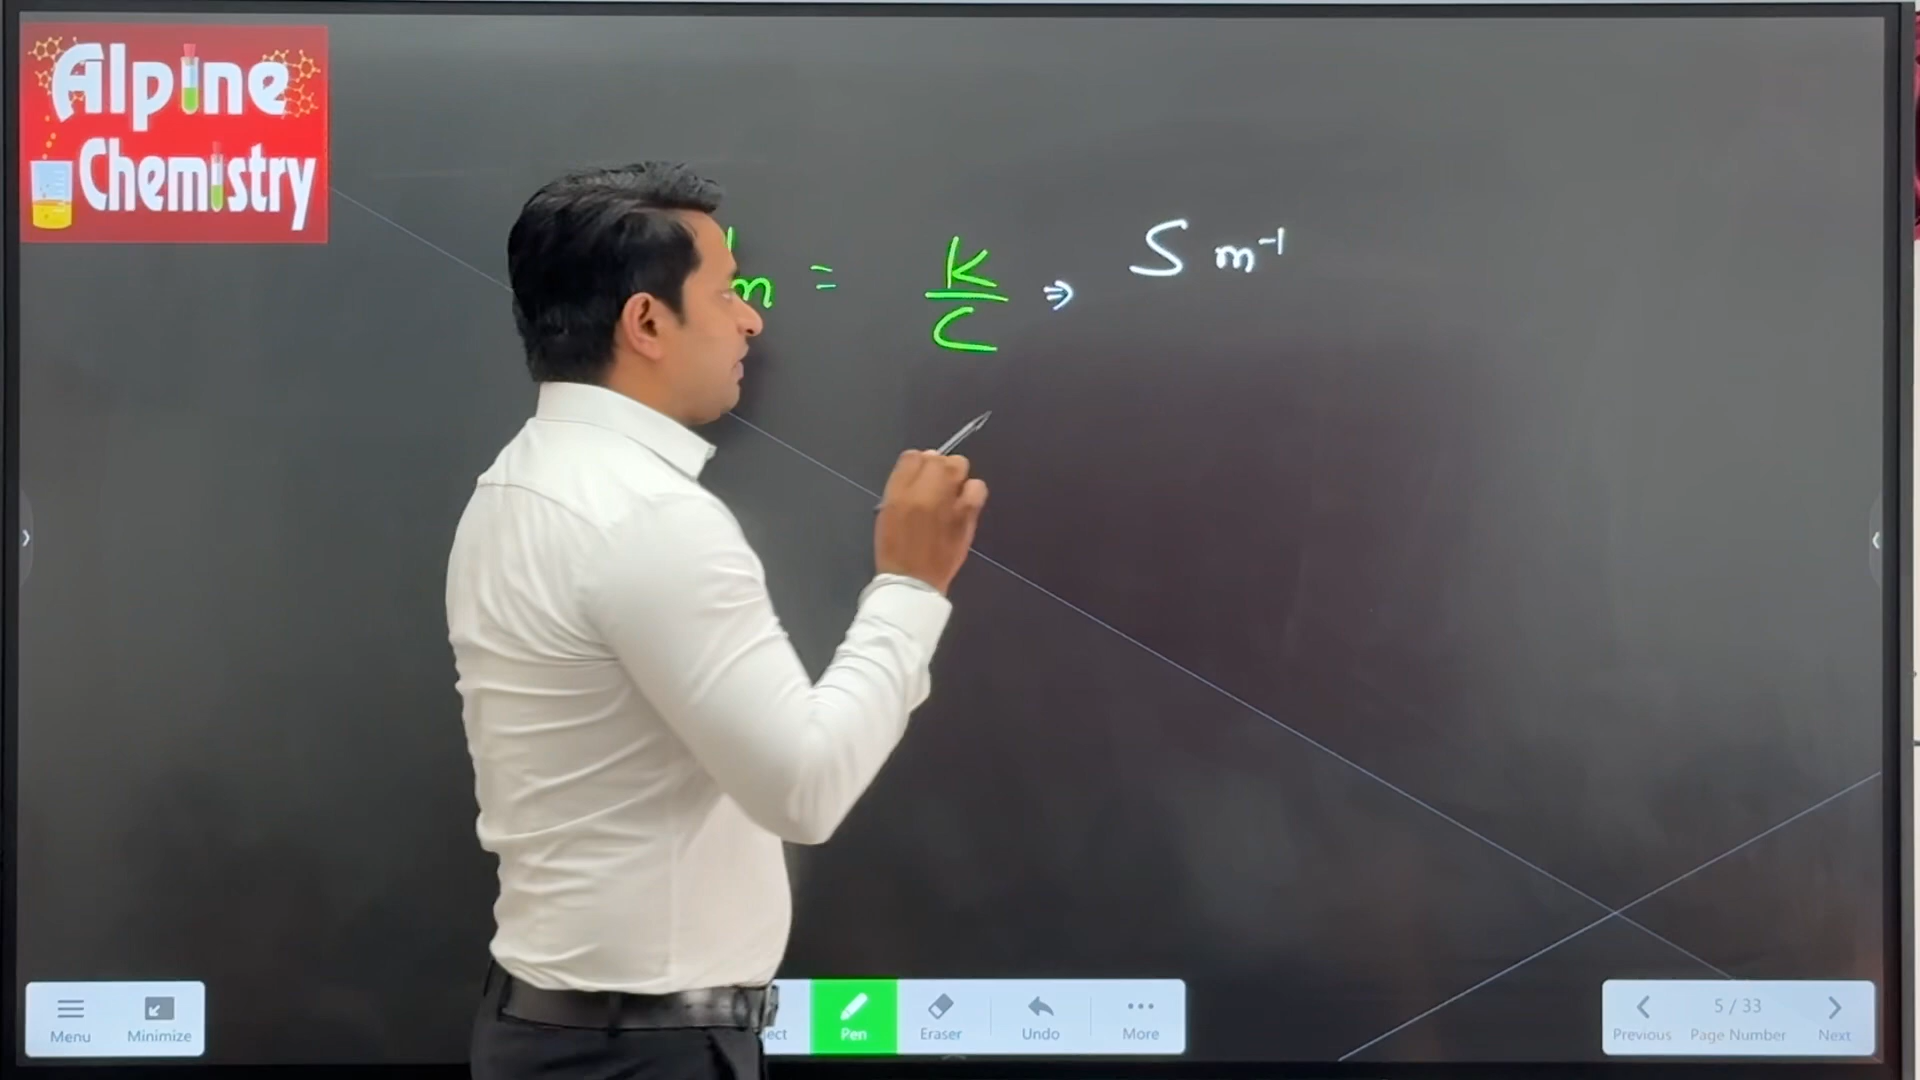 Alpine
Chemistry
m = K/C ⇒ S m⁻¹
Menu
Minimize
Pen
Eraser
Undo
More
Previous
5 / 33
Page Number
Next